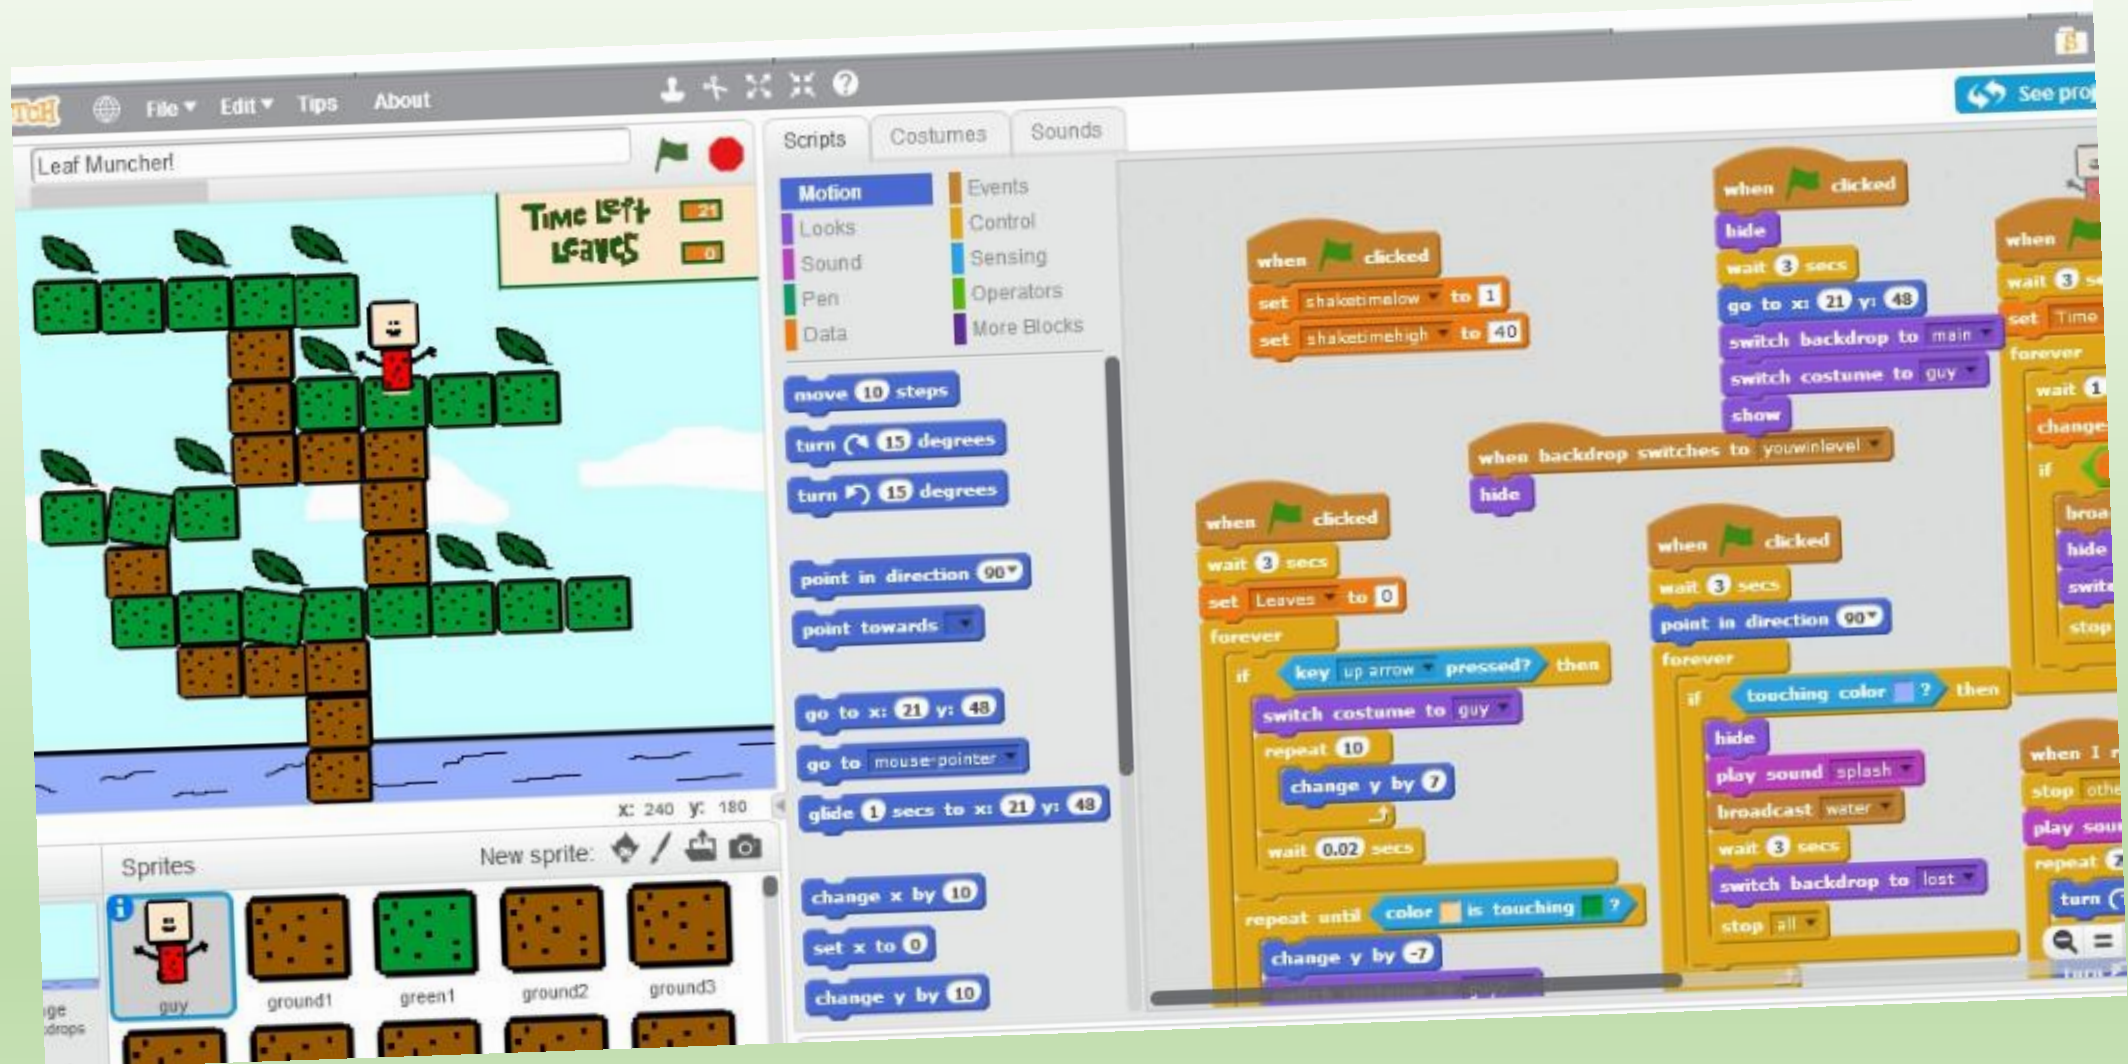 TCH File Edit Tips About
See
Leaf Muncher!
Time Left 21
Leaves 0
x: 240 y: 180
Sprites New sprite:
guy ground1 green1 ground2 ground3
Scripts Costumes Sounds
Motion Events
Looks Control
Sound Sensing
Pen Operators
Data More Blocks
move 10 steps
turn 15 degrees
turn 15 degrees
point in direction 90
point towards
go to x: 21 y: 48
go to mouse-pointer
glide 1 secs to x: 21 y: 48
change x by 10
set x to 0
change y by 10
when clicked
set shaketimelow to 1
set shaketimehigh to 40
when clicked
hide
wait 3 secs
go to x: 21 y: 48
switch backdrop to main
switch costume to guy
show
when backdrop switches to youwinlevel
hide
when clicked
wait 3 secs
set Leaves to 0
forever
if key up arrow pressed? then
switch costume to guy
repeat 10
change y by 7
wait 0.02 secs
repeat until color is touching ?
change y by -7
when clicked
wait 3 secs
point in direction 90
forever
if touching color ? then
hide
play sound splash
broadcast water
wait 3 secs
switch backdrop to lost
stop all
when
wait 3
set Time
forever
wait 1
change
if
hide
stop
when I
stop
play
repeat
turn